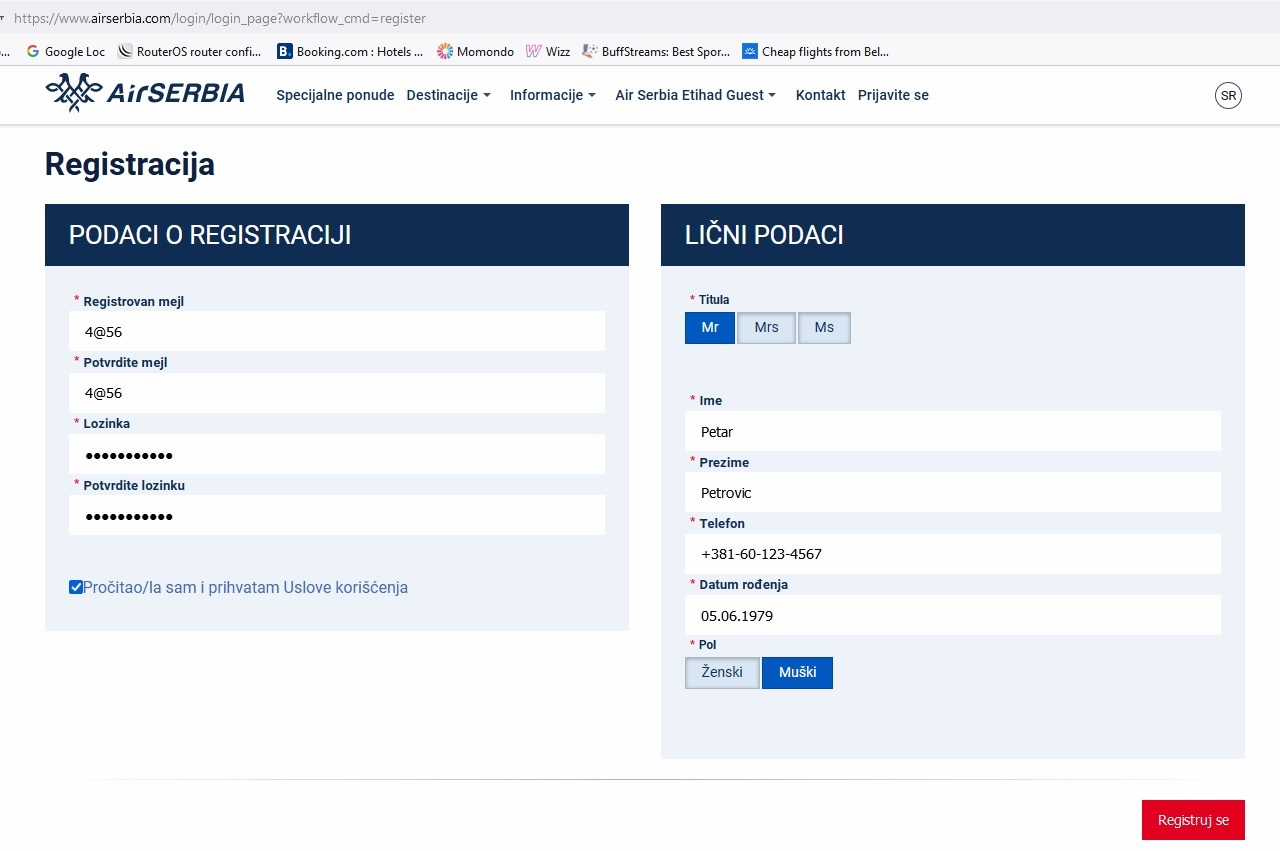 https://www.airserbia.com/login/login_page?workflow_cmd=register
Google Loc RouterOS router confi... B. Booking.com : Hotels ... Momondo W Wizz BuffStreams: Best Spor... Cheap flights from Bel...
AirSERBIA Specijalne ponude Destinacije Informacije Air Serbia Etihad Guest Kontakt Prijavite se SR
Registracija
PODACI O REGISTRACIJI
* Registrovan mejl
4@56
* Potvrdite mejl
4@56
* Lozinka
•••••••••••
* Potvrdite lozinku
•••••••••••
Pročitao/la sam i prihvatam Uslove korišćenja
LIČNI PODACI
* Titula
Mr Mrs Ms
* Ime
Petar
* Prezime
Petrovic
* Telefon
+381-60-123-4567
* Datum rođenja
05.06.1979
* Pol
Ženski Muški
Registruj se